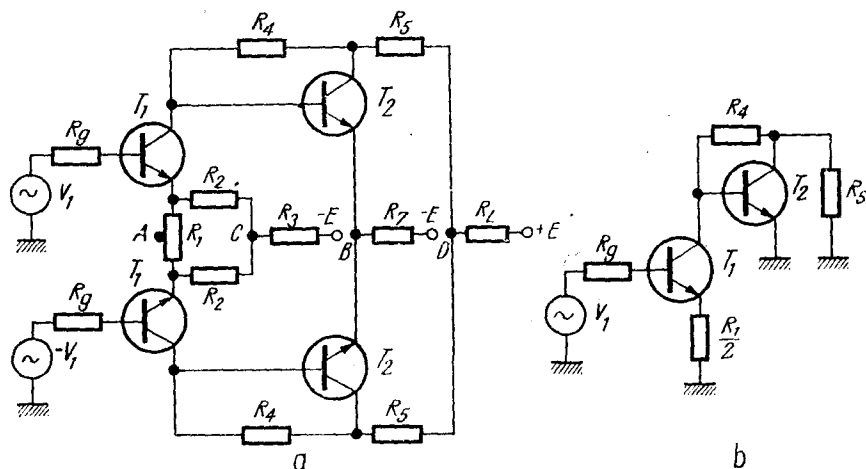 R4 R5
T1 T2
Rg
V1 R2
A R1 C R3 -E B R7 -E D RL +E
T1 R2
Rg
-V1 T2
R4 R5
a
R4
T2 R5
Rg T1
V1 R1/2
b